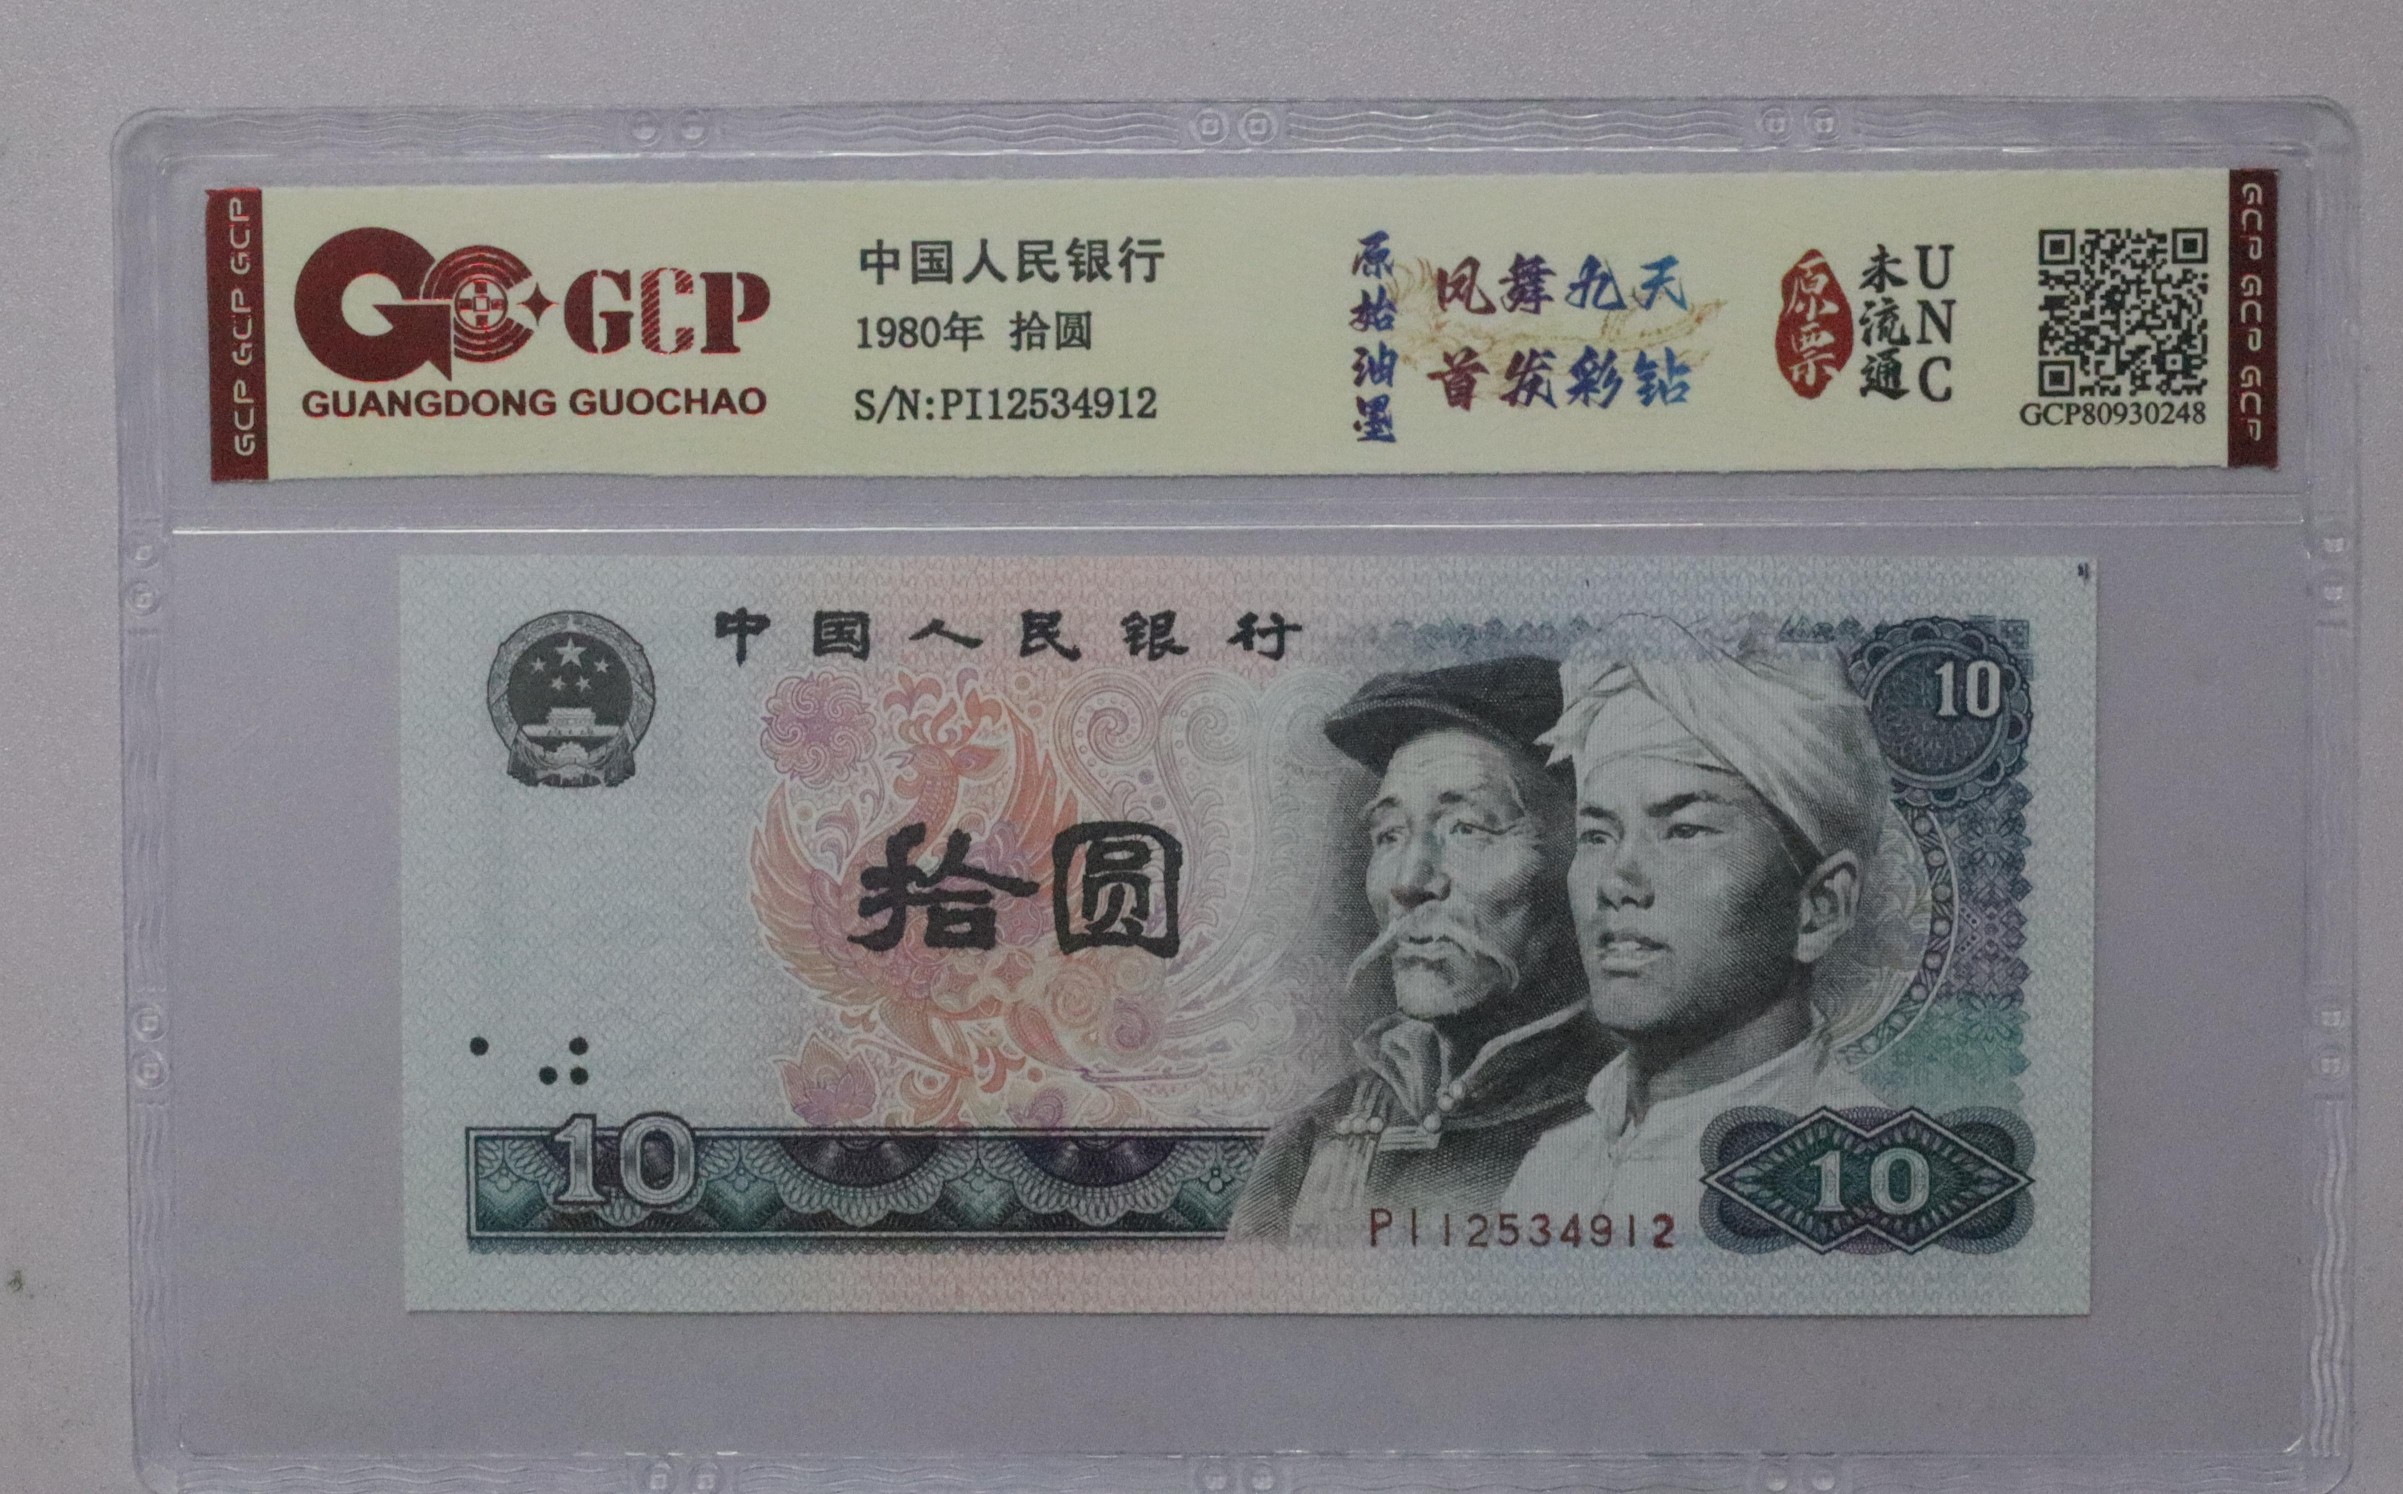 GCP GCP GCP
GCP
GUANGDONG GUOCHAO
中国人民银行
1980年 拾圆
S/N:PI12534912
原始油墨
凤舞九天
首发彩钻
原票
未流通
UNC
GCP80930248
GCP GCP GCP
中国人民银行
10
拾圆
10
10
PI12534912